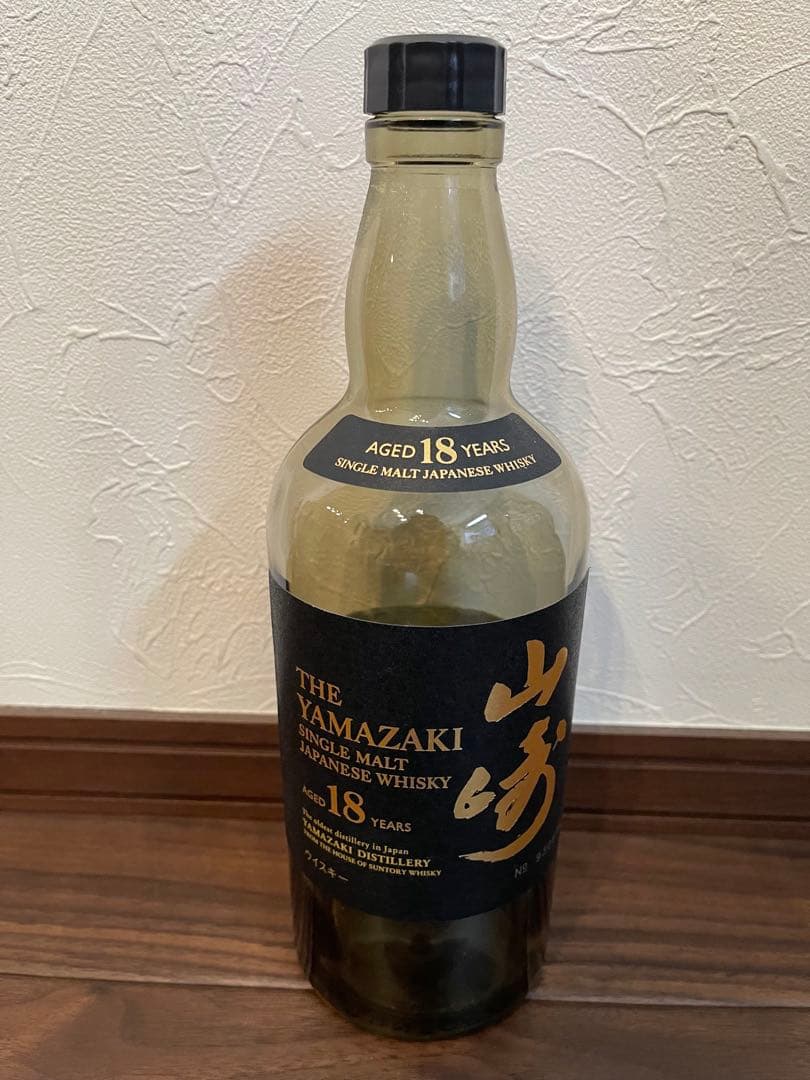 AGED 18 YEARS
SINGLE MALT JAPANESE WHISKY
山崎
THE
YAMAZAKI
SINGLE MALT
JAPANESE WHISKY
AGED 18 YEARS
The oldest distillery in Japan
YAMAZAKI DISTILLERY
FROM THE HOUSE OF SUNTORY WHISKY
ウイスキー
No